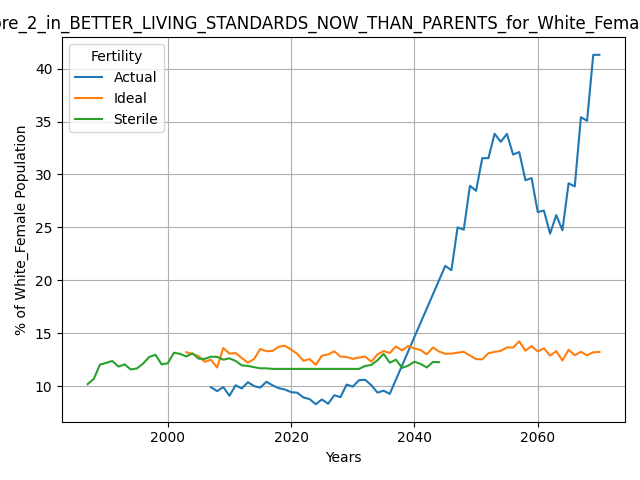 re_2_in_BETTER_LIVING_STANDARDS_NOW_THAN_PARENTS_for_White_Fema
Fertility
Actual
Ideal
Sterile
% of White_Female Population
40
35
30
25
20
15
10
2000
2020
2040
2060
Years